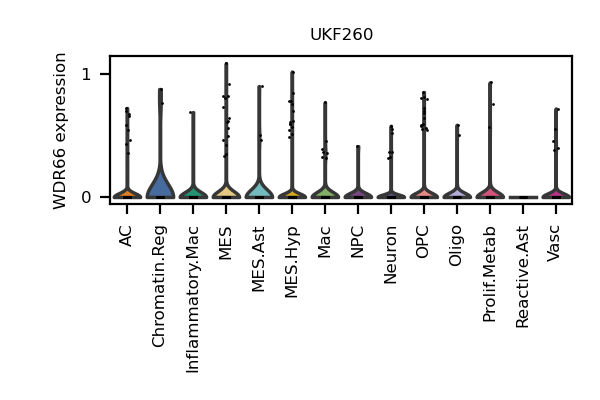 UKF260
WDR66 expression
1
0
AC
Chromatin.Reg
Inflammatory.Mac
MES
MES.Ast
MES.Hyp
Mac
NPC
Neuron
OPC
Oligo
Prolif.Metab
Reactive.Ast
Vasc